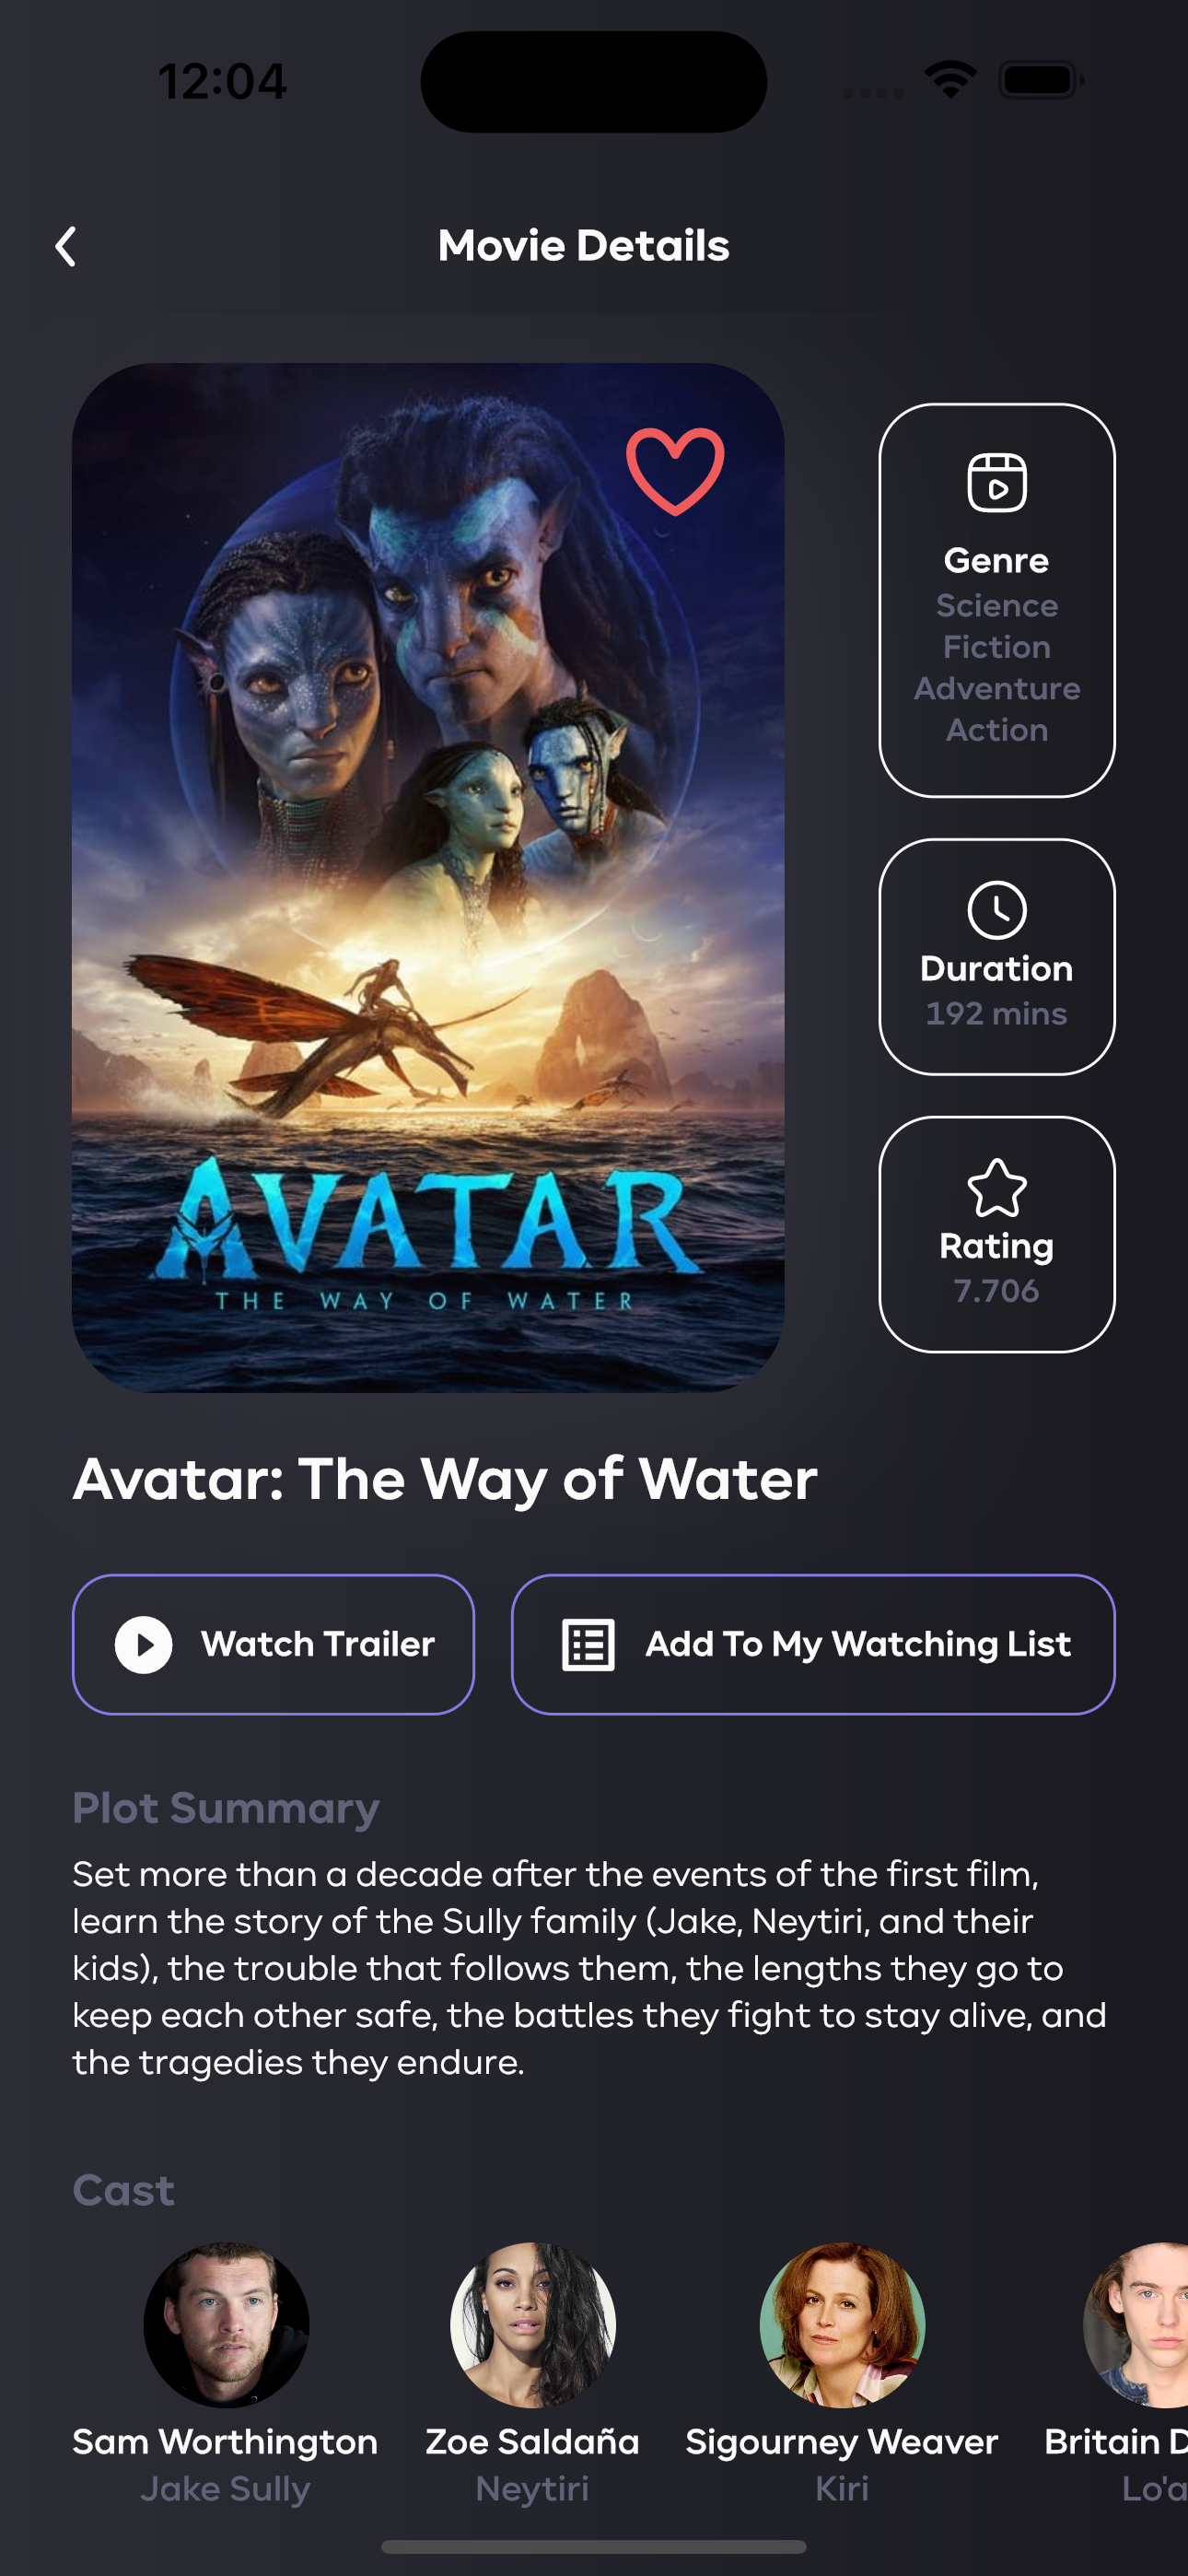 12:04
Movie Details
Genre
Science
Fiction
Adventure
Action
Duration
192 mins
Rating
7.706
AVATAR
THE WAY OF WATER
Avatar: The Way of Water
Watch Trailer
Add To My Watching List
Plot Summary
Set more than a decade after the events of the first film,
learn the story of the Sully family (Jake, Neytiri, and their
kids), the trouble that follows them, the lengths they go to
keep each other safe, the battles they fight to stay alive, and
the tragedies they endure.
Cast
Sam Worthington
Jake Sully
Zoe Saldaña
Neytiri
Sigourney Weaver
Kiri
Britain D
Lo'a